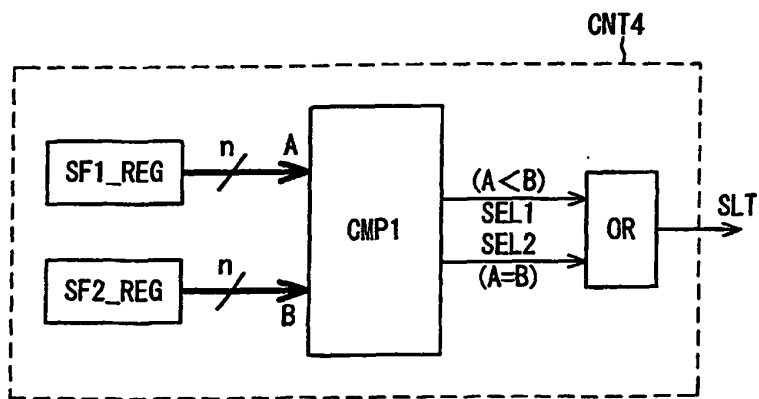 CNT4
SF1_REG
n
A
CMP1
(A<B)
SEL1
SEL2
(A=B)
OR
SLT
SF2_REG
n
B